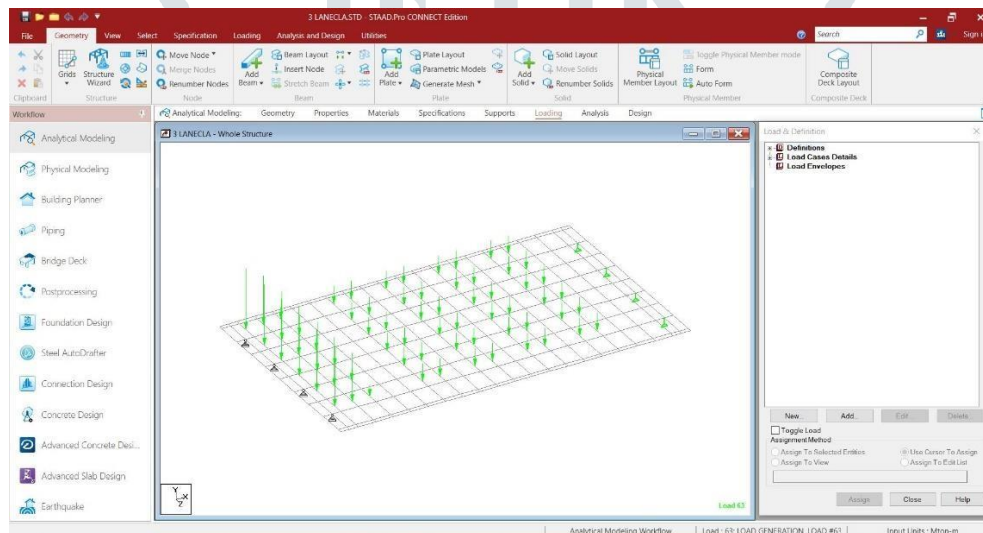 3 LANECLA.STD - STAAD.Pro CONNECT Edition
File Geometry View Select Specification Loading Analysis and Design Utilities Search Sign
Move Node Beam Layout Plate Layout Solid Layout Toggle Physical Member mode
Merge Nodes Insert Node Parametric Models Move Solids Form
Renumber Nodes Stretch Beam Generate Mesh Renumber Solids Auto Form
Grids Structure Wizard Add Beam Add Plate Add Solid Physical Member Layout Composite Deck Layout
Clipboard Structure Node Beam Plate Solid Physical Member Composite Deck
Workflow
Analytical Modeling: Geometry Properties Materials Specifications Supports Loading Analysis Design
3 LANECLA - Whole Structure
Analytical Modeling
Physical Modeling
Building Planner
Piping
Bridge Deck
Postprocessing
Foundation Design
Steel AutoDrafter
Connection Design
Concrete Design
Advanced Concrete Desi...
Advanced Slab Design
Earthquake
Y
X
Z
Load 63
Load & Definition
Definitions
Load Cases Details
Load Envelopes
New... Add... Edit... Delete...
Toggle Load
Assignment Method
Assign To Selected Entities Use Cursor To Assign
Assign To View Assign To Edit List
Assign Close Help
Analytical Modeling Workflow Load : 63: LOAD GENERATION, LOAD #63 Input Units : Mton-m